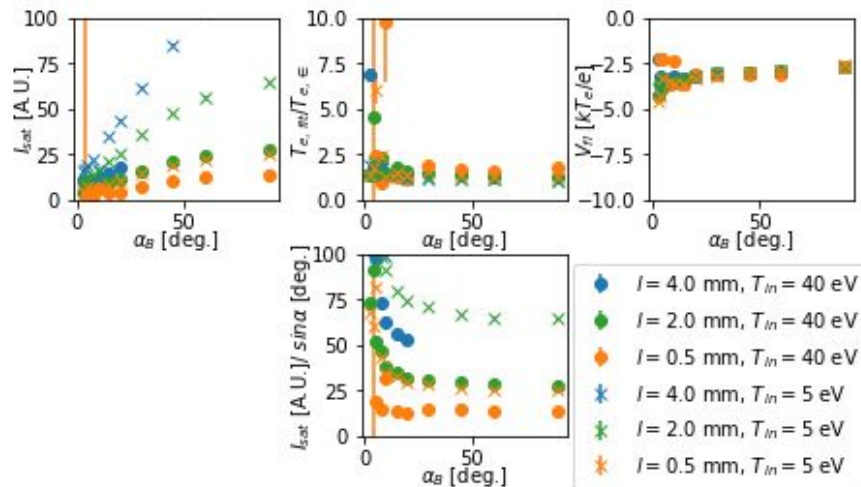 100
75
50
25
0
I_sat [A.U.]
0
50
α_B [deg.]
10.0
7.5
5.0
2.5
0.0
T_e, fit/T_e, ∈
0
50
α_B [deg.]
0.0
−2.5
−5.0
−7.5
−10.0
V_fl [kT_e/e]
0
50
α_B [deg.]
100
75
50
25
0
I_sat [A.U.]/ sinα [deg.]
0
50
α_B [deg.]
l = 4.0 mm, T_In = 40 eV
l = 2.0 mm, T_In = 40 eV
l = 0.5 mm, T_In = 40 eV
l = 4.0 mm, T_In = 5 eV
l = 2.0 mm, T_In = 5 eV
l = 0.5 mm, T_In = 5 eV